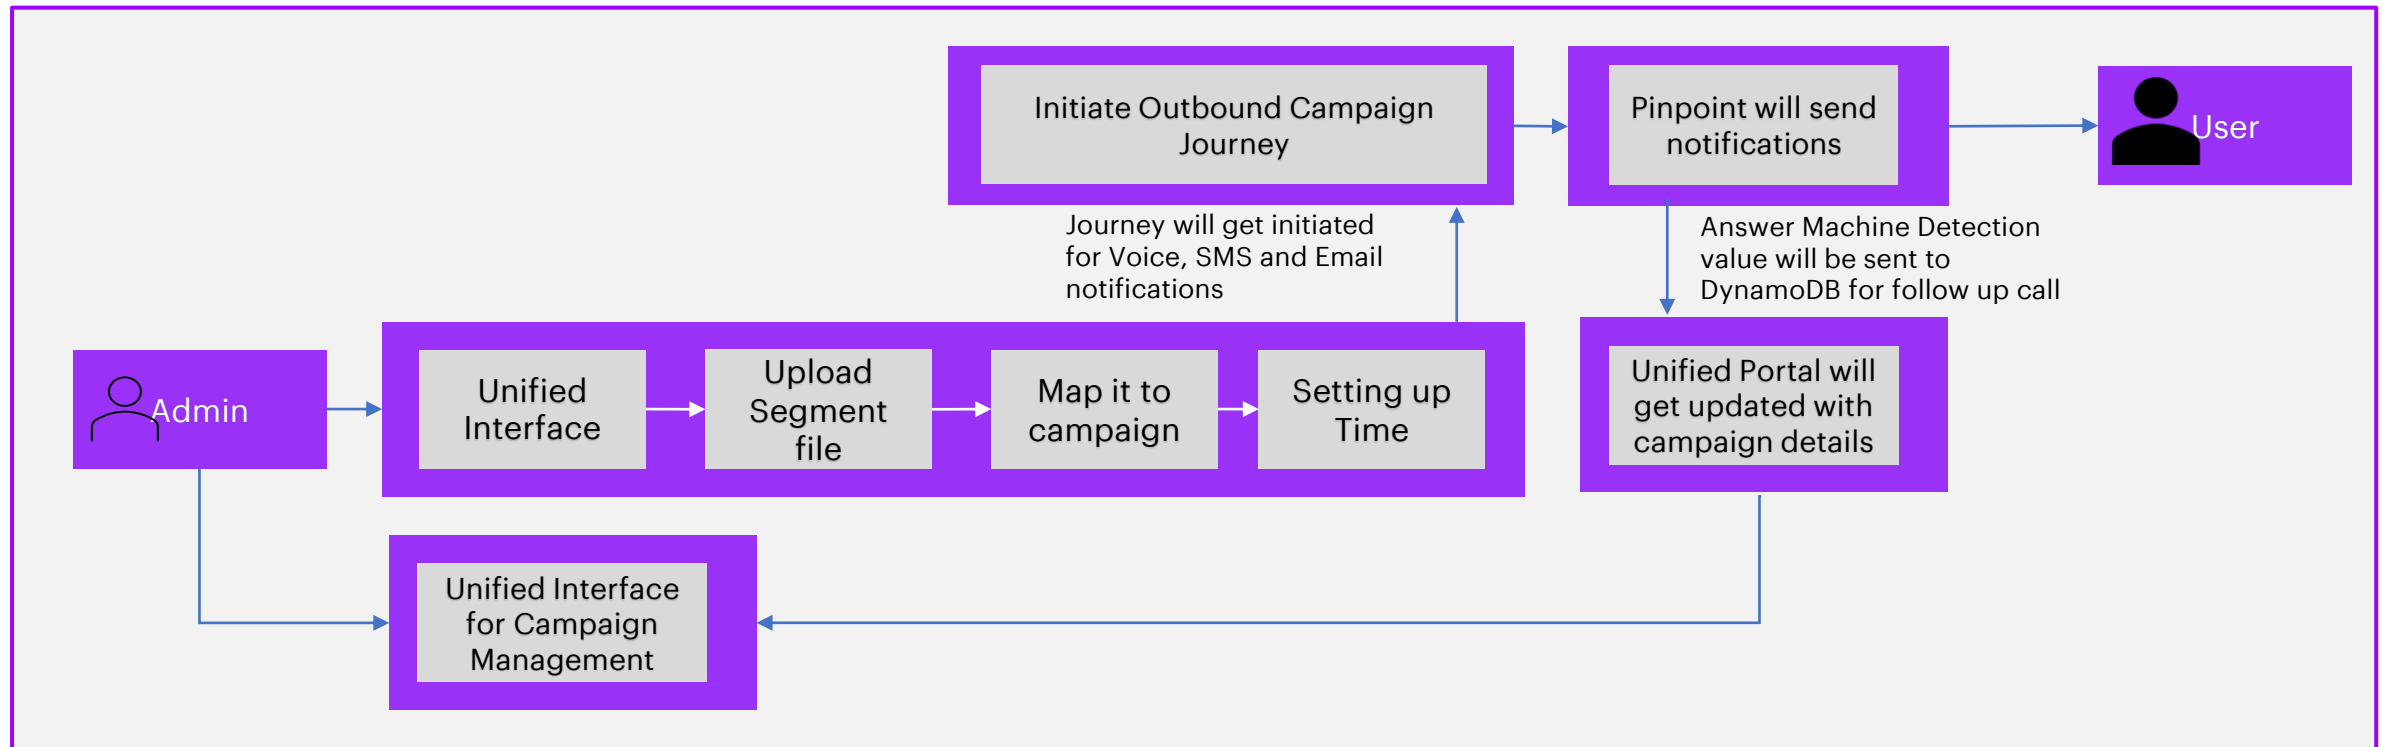 Initiate Outbound Campaign
Journey
Pinpoint will send
notifications
User
Journey will get initiated
for Voice, SMS and Email
notifications
Answer Machine Detection
value will be sent to
DynamoDB for follow up call
Admin
Unified
Interface
Upload
Segment
file
Map it to
campaign
Setting up
Time
Unified Portal will
get updated with
campaign details
Unified Interface
for Campaign
Management